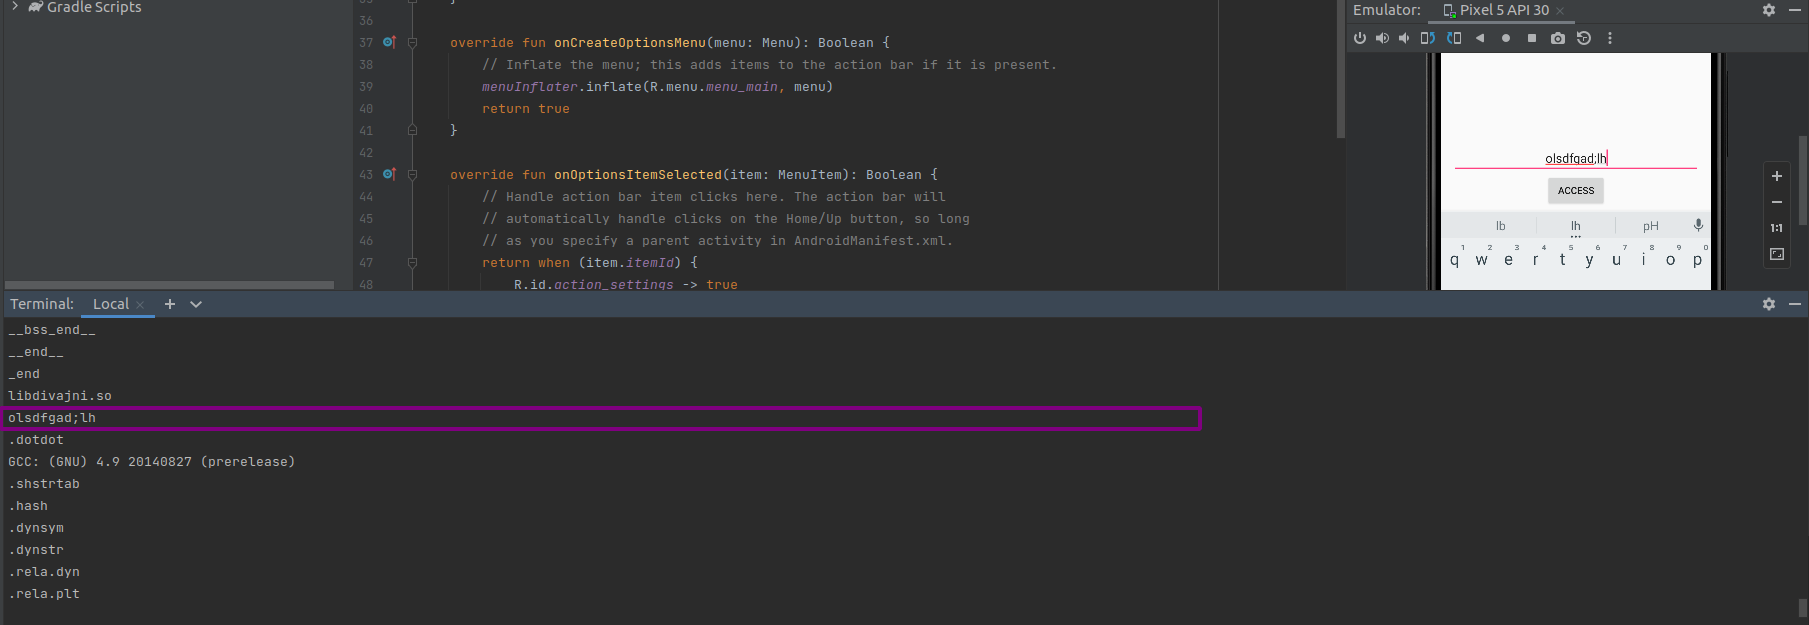 Gradle Scripts
36
37 override fun onCreateOptionsMenu(menu: Menu): Boolean {
38 // Inflate the menu; this adds items to the action bar if it is present.
39 menuInflater.inflate(R.menu.menu_main, menu)
40 return true
41 }
42
43 override fun onOptionsItemSelected(item: MenuItem): Boolean {
44 // Handle action bar item clicks here. The action bar will
45 // automatically handle clicks on the Home/Up button, so long
46 // as you specify a parent activity in AndroidManifest.xml.
47 return when (item.itemId) {
48 R.id.action_settings -> true
Emulator: Pixel 5 API 30
olsdfgad;lh
ACCESS
lb lh pH
1 2 3 4 5 6 7 8 9 0
q w e r t y u i o p
1:1
Terminal: Local
__bss_end__
__end__
_end
libdivajni.so
olsdfgad;lh
.dotdot
GCC: (GNU) 4.9 20140827 (prerelease)
.shstrtab
.hash
.dynsym
.dynstr
.rela.dyn
.rela.plt